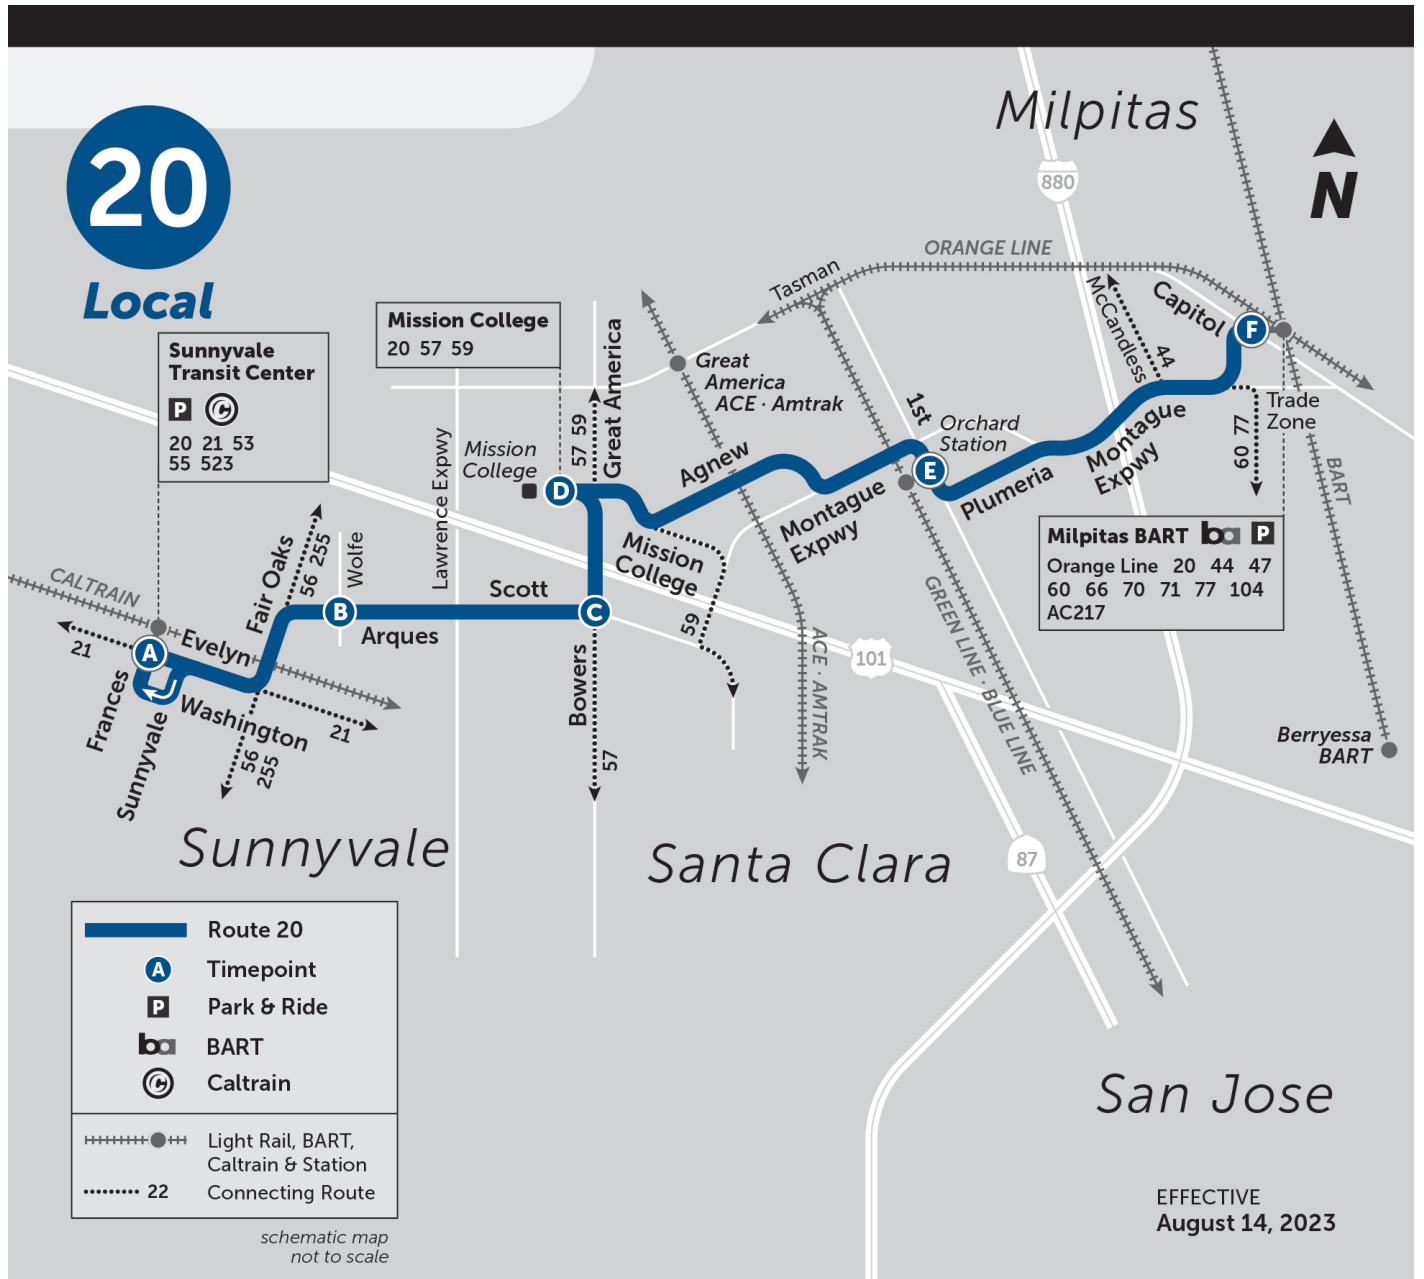 20
Local
Milpitas
N
880
ORANGE LINE
Tasman
McCandless
44
Capitol
F
Sunnyvale
Transit Center
P C
20 21 53
55 523
Mission College
20 57 59
Great America
57 59
Great
America
ACE · Amtrak
1st
Orchard
Station
E
Trade
Zone
60 77
BART
Mission
College
D
Lawrence Expwy
Agnew
Montague
Expwy
Plumeria
Montague
Expwy
Milpitas BART ba P
Orange Line 20 44 47
60 66 70 71 77 104
AC217
CALTRAIN
Fair Oaks
56 255
Wolfe
B
Arques
Scott
C
Mission
College
59
21
A
Evelyn
Frances
Sunnyvale
Washington
21
56
255
Bowers
57
ACE · AMTRAK
101
GREEN LINE · BLUE LINE
Berryessa
BART
87
Sunnyvale
Santa Clara
San Jose
Route 20
A Timepoint
P Park & Ride
ba BART
C Caltrain
Light Rail, BART,
Caltrain & Station
22 Connecting Route
schematic map
not to scale
EFFECTIVE
August 14, 2023